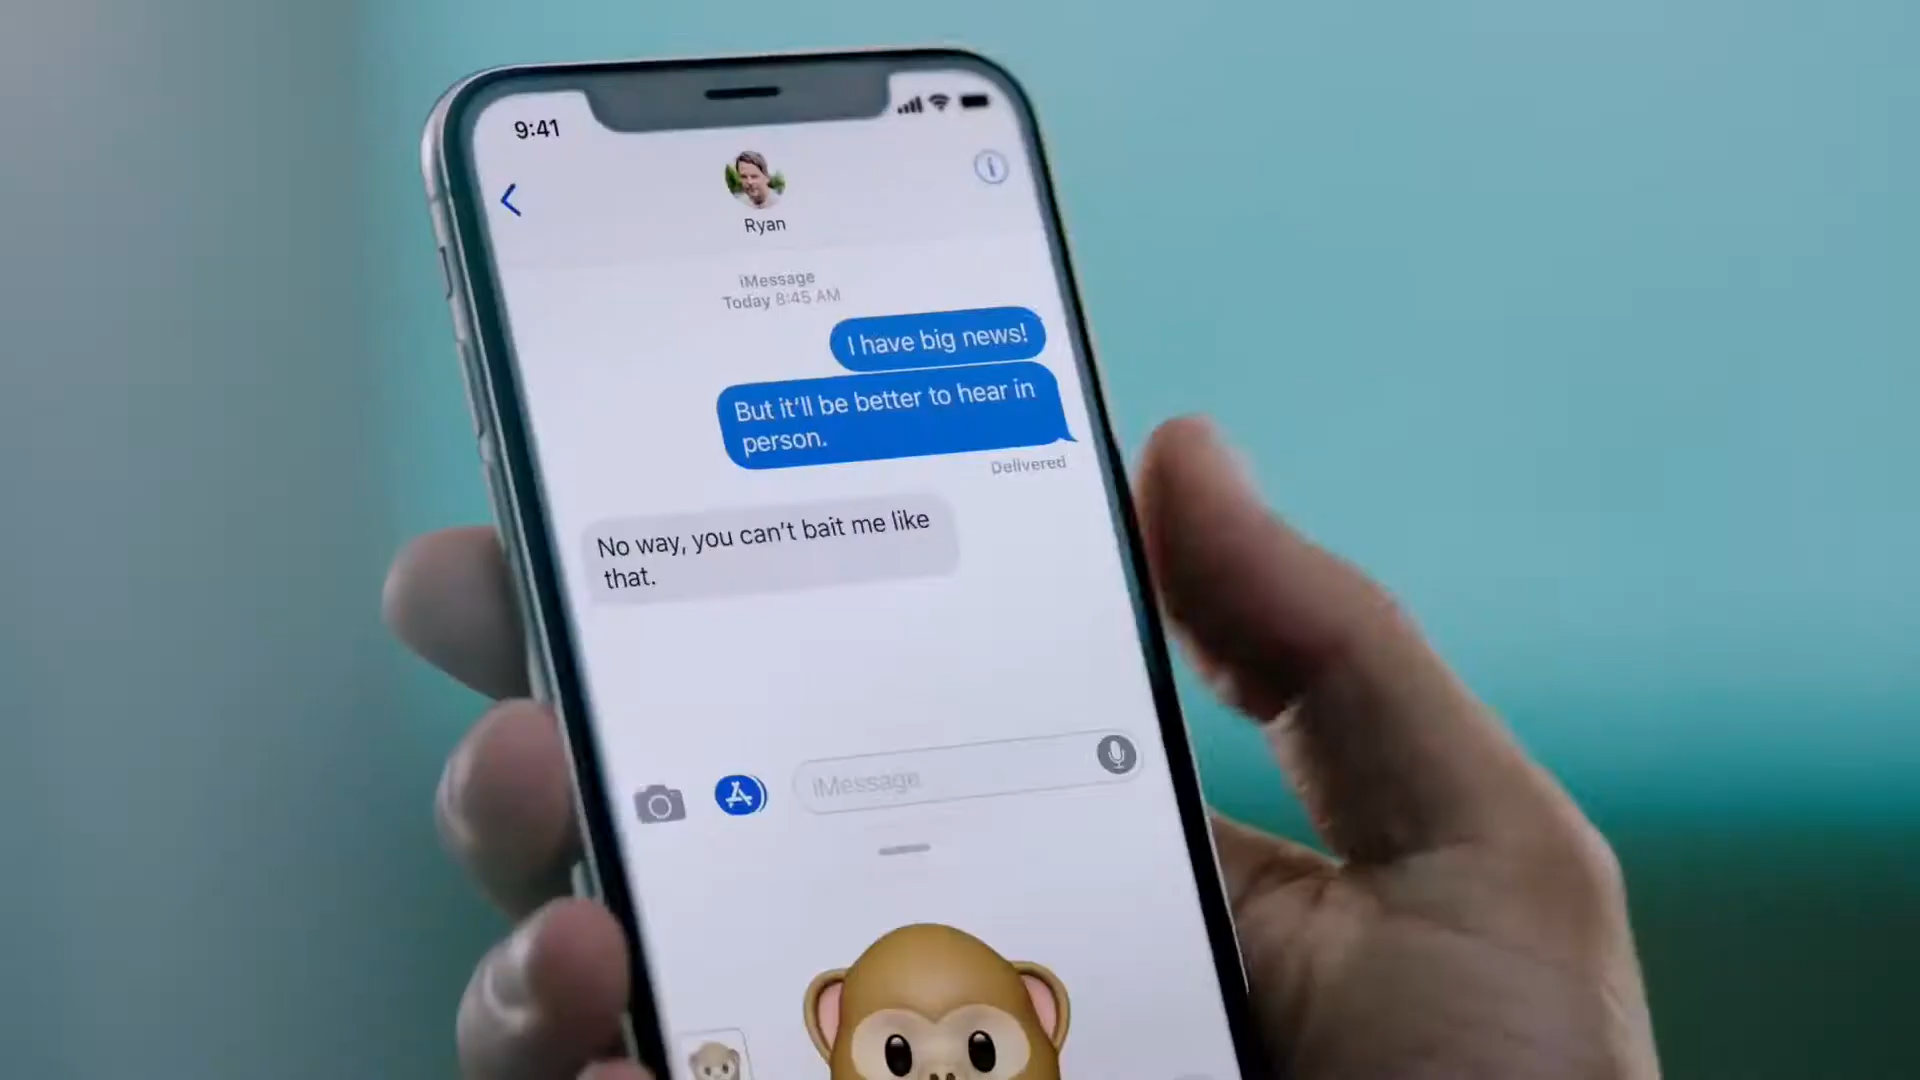 9:41
Ryan
iMessage
Today 8:45 AM
I have big news!
But it’ll be better to hear in
person.
Delivered
No way, you can’t bait me like
that.
iMessage